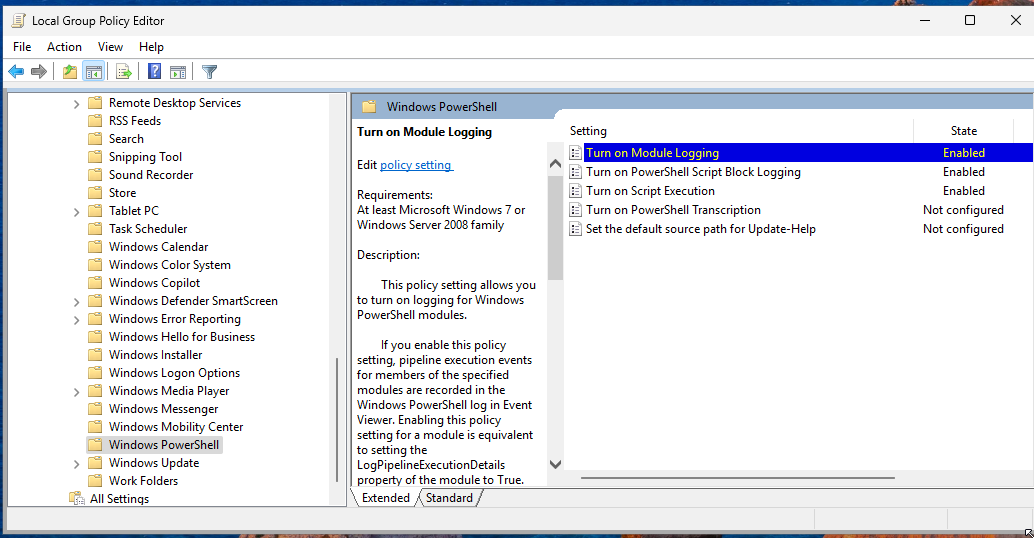 Local Group Policy Editor
File Action View Help
Remote Desktop Services
RSS Feeds
Search
Snipping Tool
Sound Recorder
Store
Tablet PC
Task Scheduler
Windows Calendar
Windows Color System
Windows Copilot
Windows Defender SmartScreen
Windows Error Reporting
Windows Hello for Business
Windows Installer
Windows Logon Options
Windows Media Player
Windows Messenger
Windows Mobility Center
Windows PowerShell
Windows Update
Work Folders
All Settings
Windows PowerShell
Turn on Module Logging
Edit policy setting
Requirements:
At least Microsoft Windows 7 or
Windows Server 2008 family
Description:
This policy setting allows you
to turn on logging for Windows
PowerShell modules.
If you enable this policy
setting, pipeline execution events
for members of the specified
modules are recorded in the
Windows PowerShell log in Event
Viewer. Enabling this policy
setting for a module is equivalent
to setting the
LogPipelineExecutionDetails
property of the module to True.
Setting State
Turn on Module Logging Enabled
Turn on PowerShell Script Block Logging Enabled
Turn on Script Execution Enabled
Turn on PowerShell Transcription Not configured
Set the default source path for Update-Help Not configured
Extended Standard